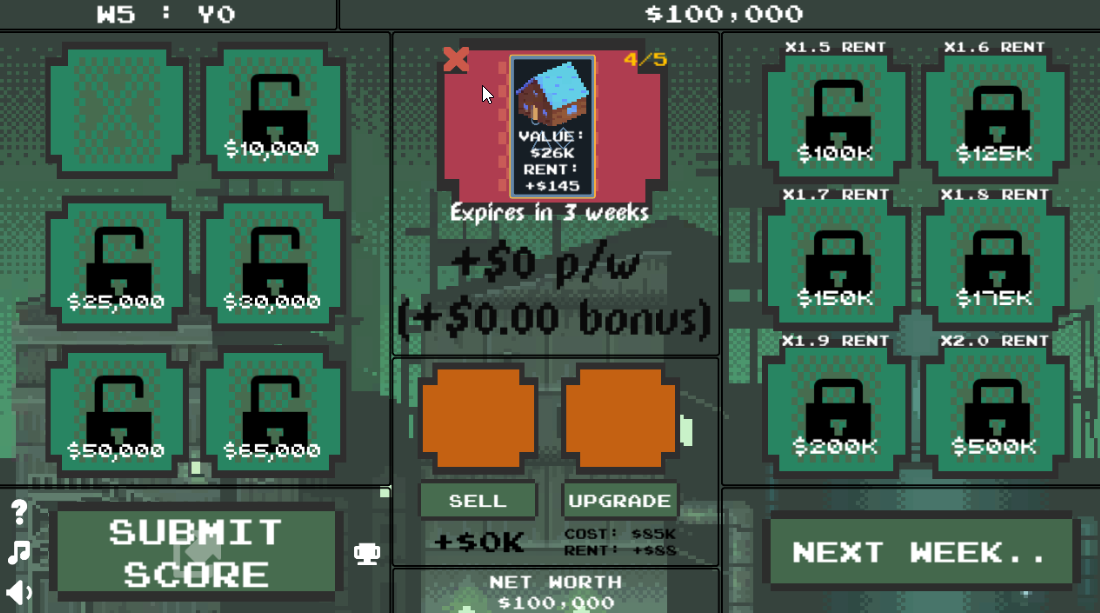 W5 : Y0
$100,000
$10,000
$25,000
$30,000
$50,000
$65,000
4/5
VALUE:
$26K
RENT:
+$145
Expires in 3 weeks
+$0 p/w
(+$0.00 bonus)
X1.5 RENT
X1.6 RENT
$100K
$125K
X1.7 RENT
X1.8 RENT
$150K
$175K
X1.9 RENT
X2.0 RENT
$200K
$500K
SELL
UPGRADE
+$0K
COST: $85K
RENT: +$88
?
SUBMIT
SCORE
NET WORTH
$100,000
NEXT WEEK..